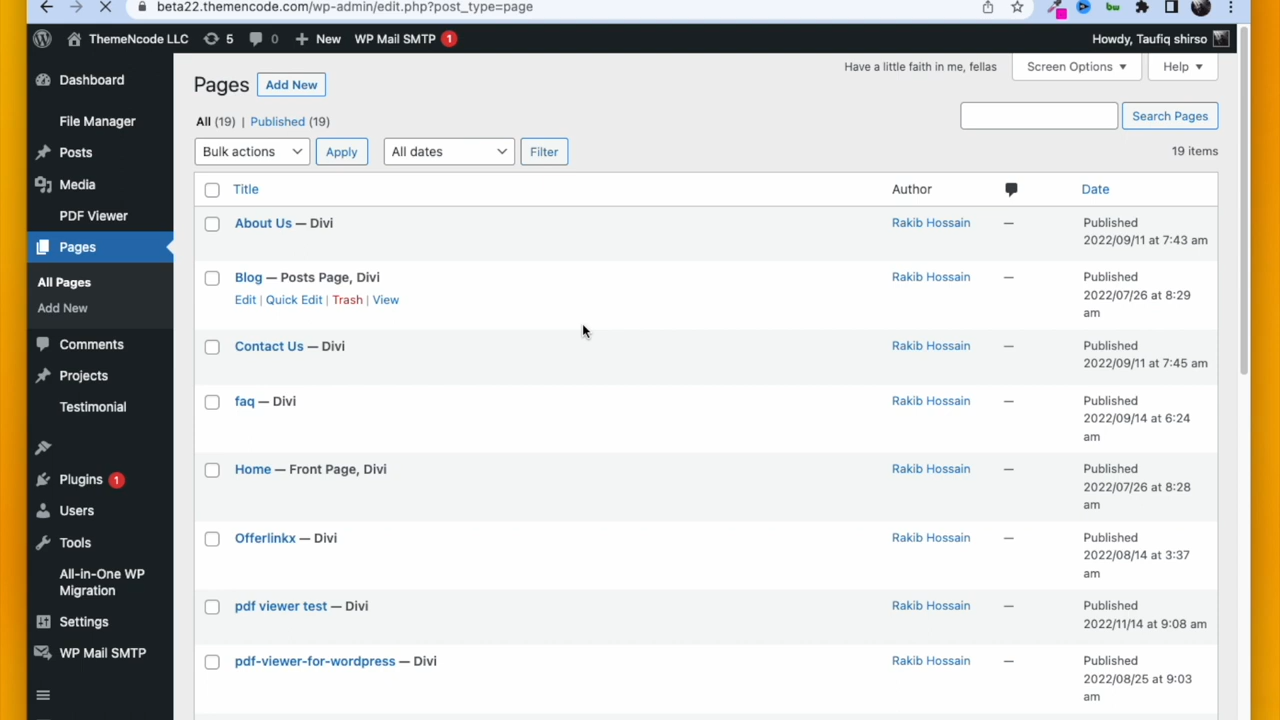 beta22.themencode.com/wp-admin/edit.php?post_type=page
ThemeNcode LLC 5 0 New WP Mail SMTP 1 Howdy, Taufiq shirso
Dashboard
File Manager
Posts
Media
PDF Viewer
Pages
All Pages
Add New
Comments
Projects
Testimonial
Plugins 1
Users
Tools
All-in-One WP
Migration
Settings
WP Mail SMTP
Have a little faith in me, fellas Screen Options Help
Pages Add New
All (19) | Published (19)
Search Pages
Bulk actions Apply All dates Filter 19 items
Title Author Date
About Us — Divi Rakib Hossain — Published
2022/09/11 at 7:43 am
Blog — Posts Page, Divi Rakib Hossain — Published
Edit | Quick Edit | Trash | View 2022/07/26 at 8:29
am
Contact Us — Divi Rakib Hossain — Published
2022/09/11 at 7:45 am
faq — Divi Rakib Hossain — Published
2022/09/14 at 6:24
am
Home — Front Page, Divi Rakib Hossain — Published
2022/07/26 at 8:28
am
Offerlinkx — Divi Rakib Hossain — Published
2022/08/14 at 3:37
am
pdf viewer test — Divi Rakib Hossain — Published
2022/11/14 at 9:08 am
pdf-viewer-for-wordpress — Divi Rakib Hossain — Published
2022/08/25 at 9:03
am